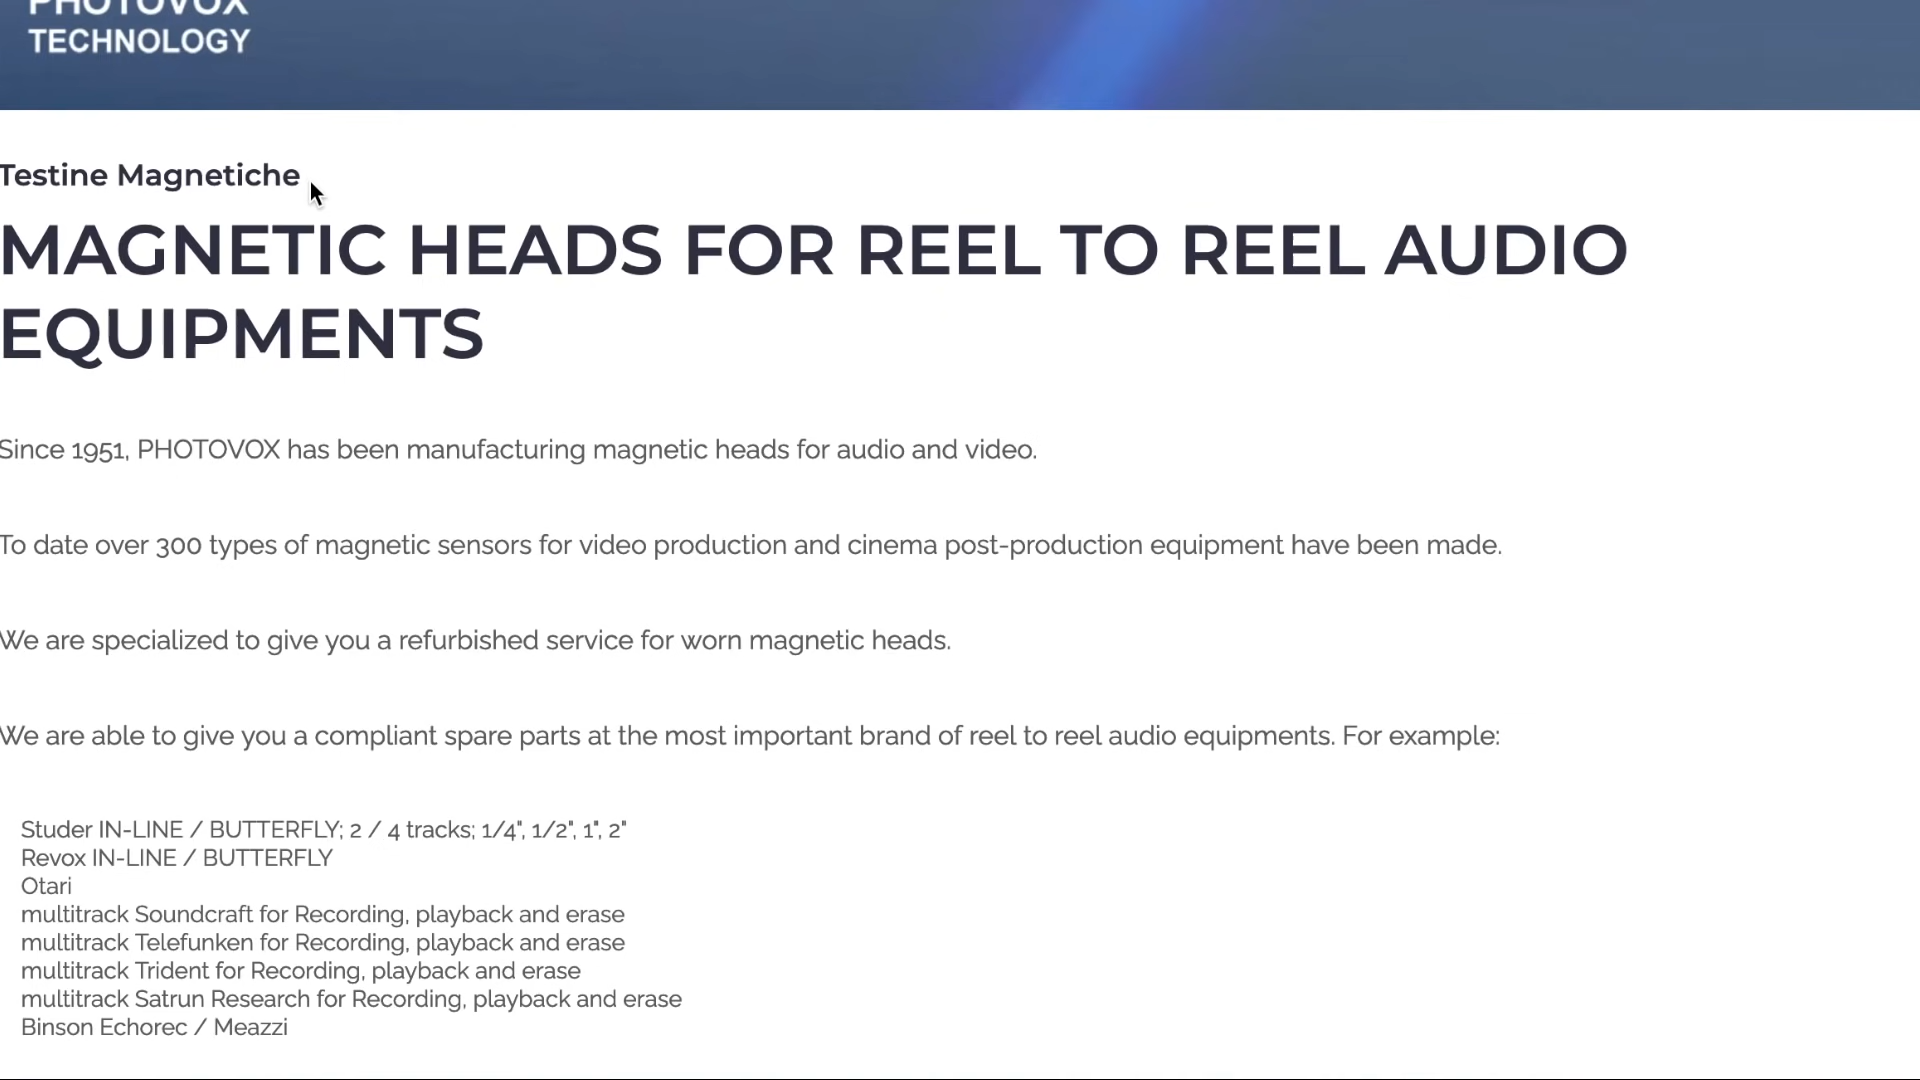 PHOTOVOX
TECHNOLOGY
Testine Magnetiche
MAGNETIC HEADS FOR REEL TO REEL AUDIO
EQUIPMENTS
Since 1951, PHOTOVOX has been manufacturing magnetic heads for audio and video.
To date over 300 types of magnetic sensors for video production and cinema post-production equipment have been made.
We are specialized to give you a refurbished service for worn magnetic heads.
We are able to give you a compliant spare parts at the most important brand of reel to reel audio equipments. For example:
Studer IN-LINE / BUTTERFLY; 2 / 4 tracks; 1/4", 1/2", 1", 2"
Revox IN-LINE / BUTTERFLY
Otari
multitrack Soundcraft for Recording, playback and erase
multitrack Telefunken for Recording, playback and erase
multitrack Trident for Recording, playback and erase
multitrack Satrun Research for Recording, playback and erase
Binson Echorec / Meazzi